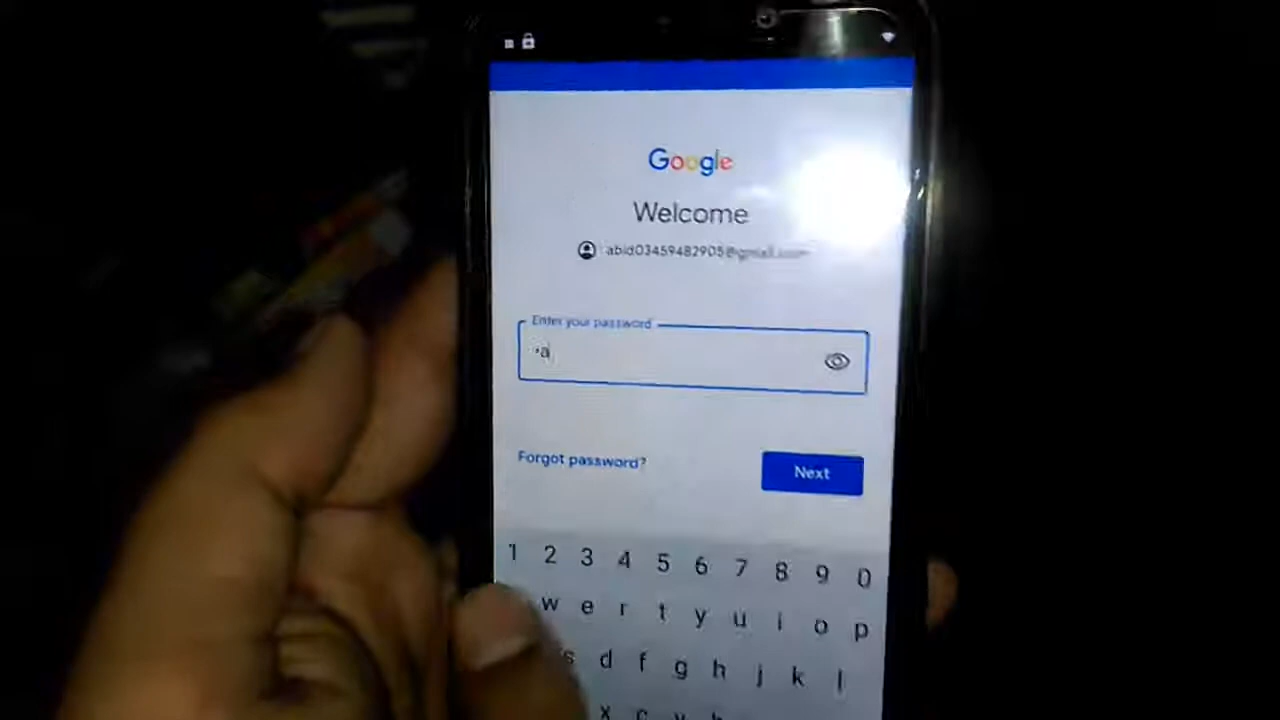 Google
Welcome
abid03459482905@gmail.com
Enter your password
•a
Forgot password?
Next
1 2 3 4 5 6 7 8 9 0
w e r t y u i o p
s d f g h j k l
x c v b